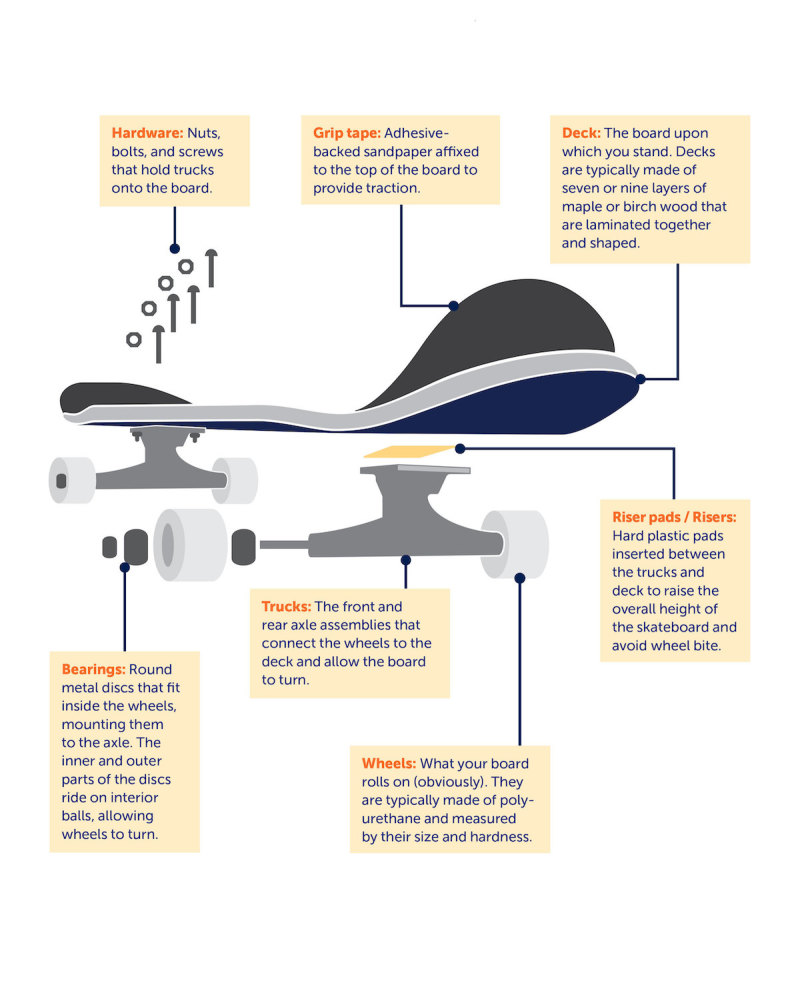 Hardware: Nuts,
bolts, and screws
that hold trucks
onto the board.
Grip tape: Adhesive-
backed sandpaper affixed
to the top of the board to
provide traction.
Deck: The board upon
which you stand. Decks
are typically made of
seven or nine layers of
maple or birch wood that
are laminated together
and shaped.
Riser pads / Risers:
Hard plastic pads
inserted between
the trucks and
deck to raise the
overall height of
the skateboard and
avoid wheel bite.
Trucks: The front and
rear axle assemblies that
connect the wheels to the
deck and allow the board
to turn.
Bearings: Round
metal discs that fit
inside the wheels,
mounting them
to the axle. The
inner and outer
parts of the discs
ride on interior
balls, allowing
wheels to turn.
Wheels: What your board
rolls on (obviously). They
are typically made of poly-
urethane and measured
by their size and hardness.